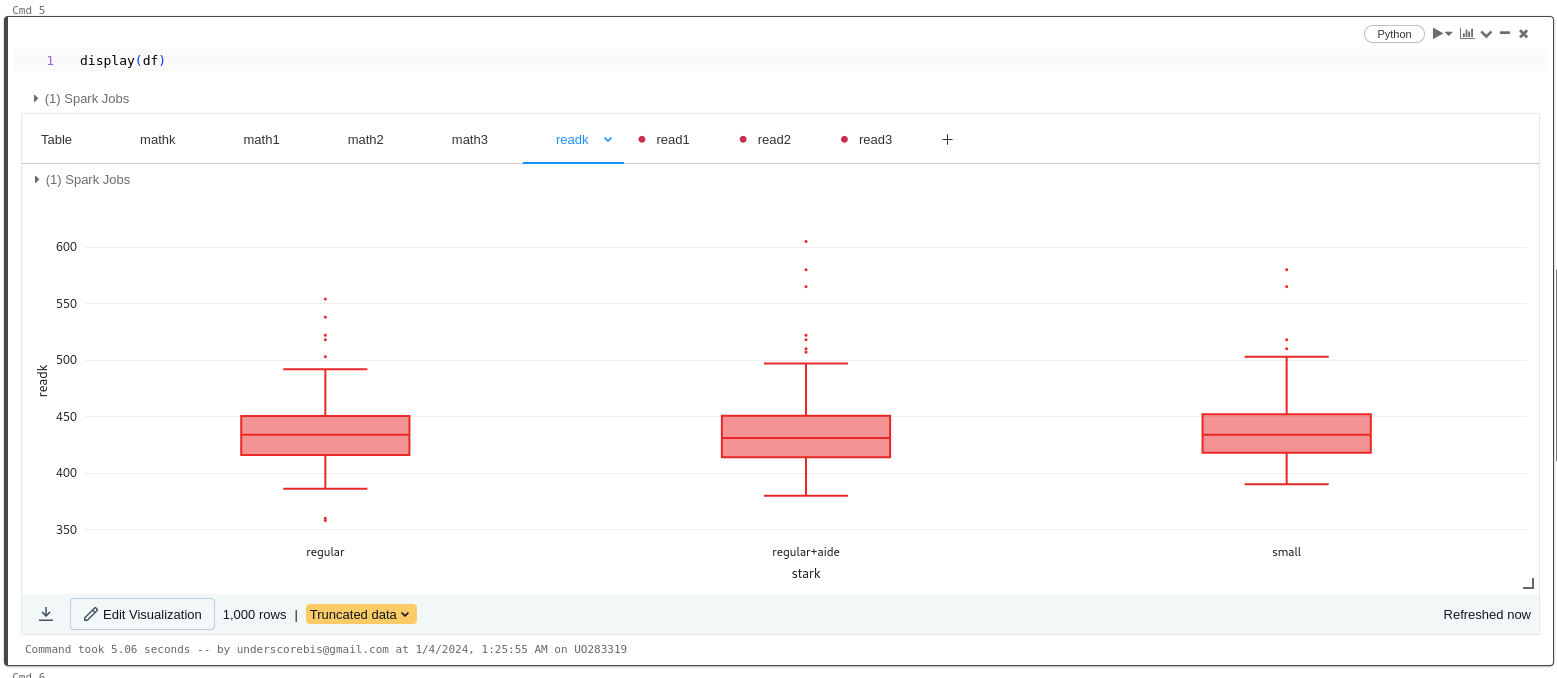 Cmd 5
Python
1 display(df)
(1) Spark Jobs
Table mathk math1 math2 math3 readk read1 read2 read3 +
(1) Spark Jobs
600
550
500
450
400
350
readk
regular regular+aide small
stark
Edit Visualization 1,000 rows | Truncated data Refreshed now
Command took 5.06 seconds -- by underscorebis@gmail.com at 1/4/2024, 1:25:55 AM on UO283319
Cmd 6